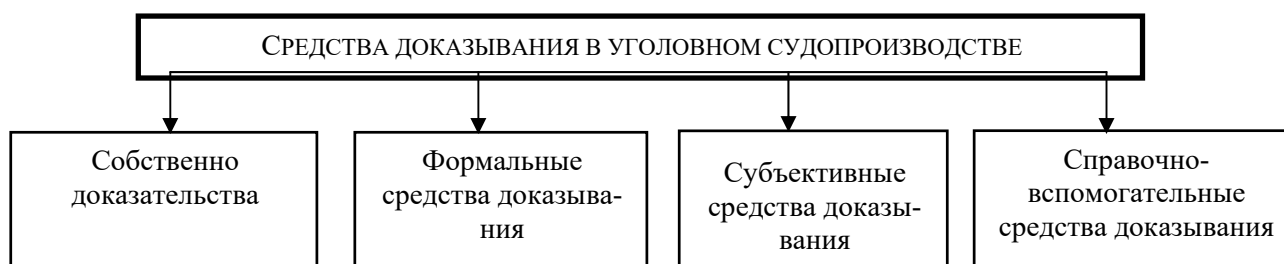 СРЕДСТВА ДОКАЗЫВАНИЯ В УГОЛОВНОМ СУДОПРОИЗВОДСТВЕ
Собственно
доказательства
Формальные
средства доказыва-
ния
Субъективные
средства доказы-
вания
Справочно-
вспомогательные
средства доказывания